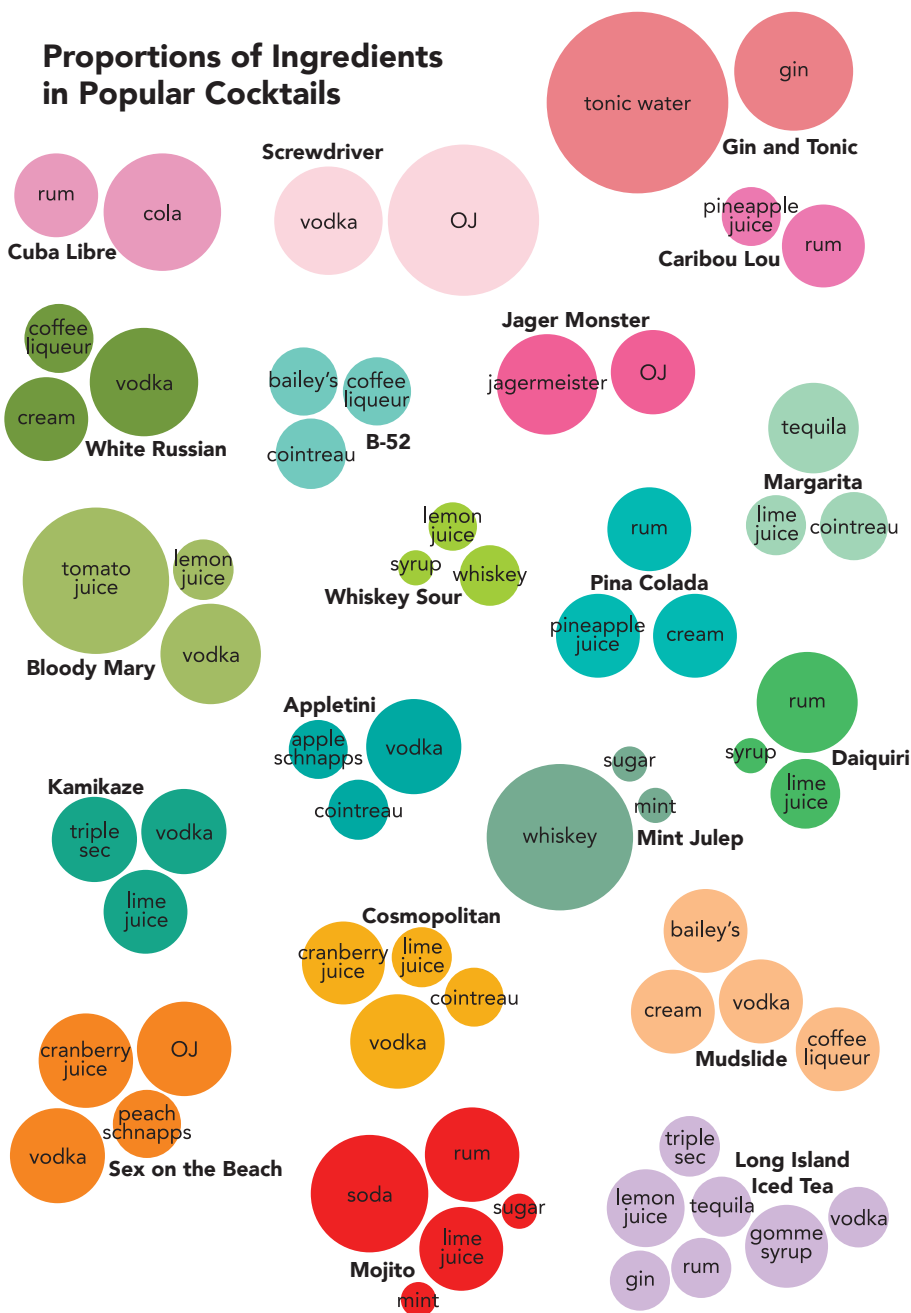 Proportions of Ingredients
in Popular Cocktails
tonic water
gin
Gin and Tonic
rum
cola
Cuba Libre
Screwdriver
vodka
OJ
pineapple
juice
rum
Caribou Lou
coffee
liqueur
vodka
cream
White Russian
bailey's
coffee
liqueur
cointreau
B-52
Jager Monster
jagermeister
OJ
tequila
Margarita
lime
juice
cointreau
tomato
juice
lemon
juice
vodka
Bloody Mary
lemon
juice
syrup
whiskey
Whiskey Sour
rum
Pina Colada
pineapple
juice
cream
Appletini
apple
schnapps
vodka
cointreau
rum
syrup
Daiquiri
lime
juice
Kamikaze
triple
sec
vodka
lime
juice
sugar
mint
whiskey
Mint Julep
Cosmopolitan
cranberry
juice
lime
juice
cointreau
vodka
bailey's
cream
vodka
Mudslide
coffee
liqueur
cranberry
juice
OJ
peach
schnapps
vodka
Sex on the Beach
soda
rum
sugar
lime
juice
Mojito
mint
triple
sec
Long Island
Iced Tea
lemon
juice
tequila
vodka
gomme
syrup
gin
rum